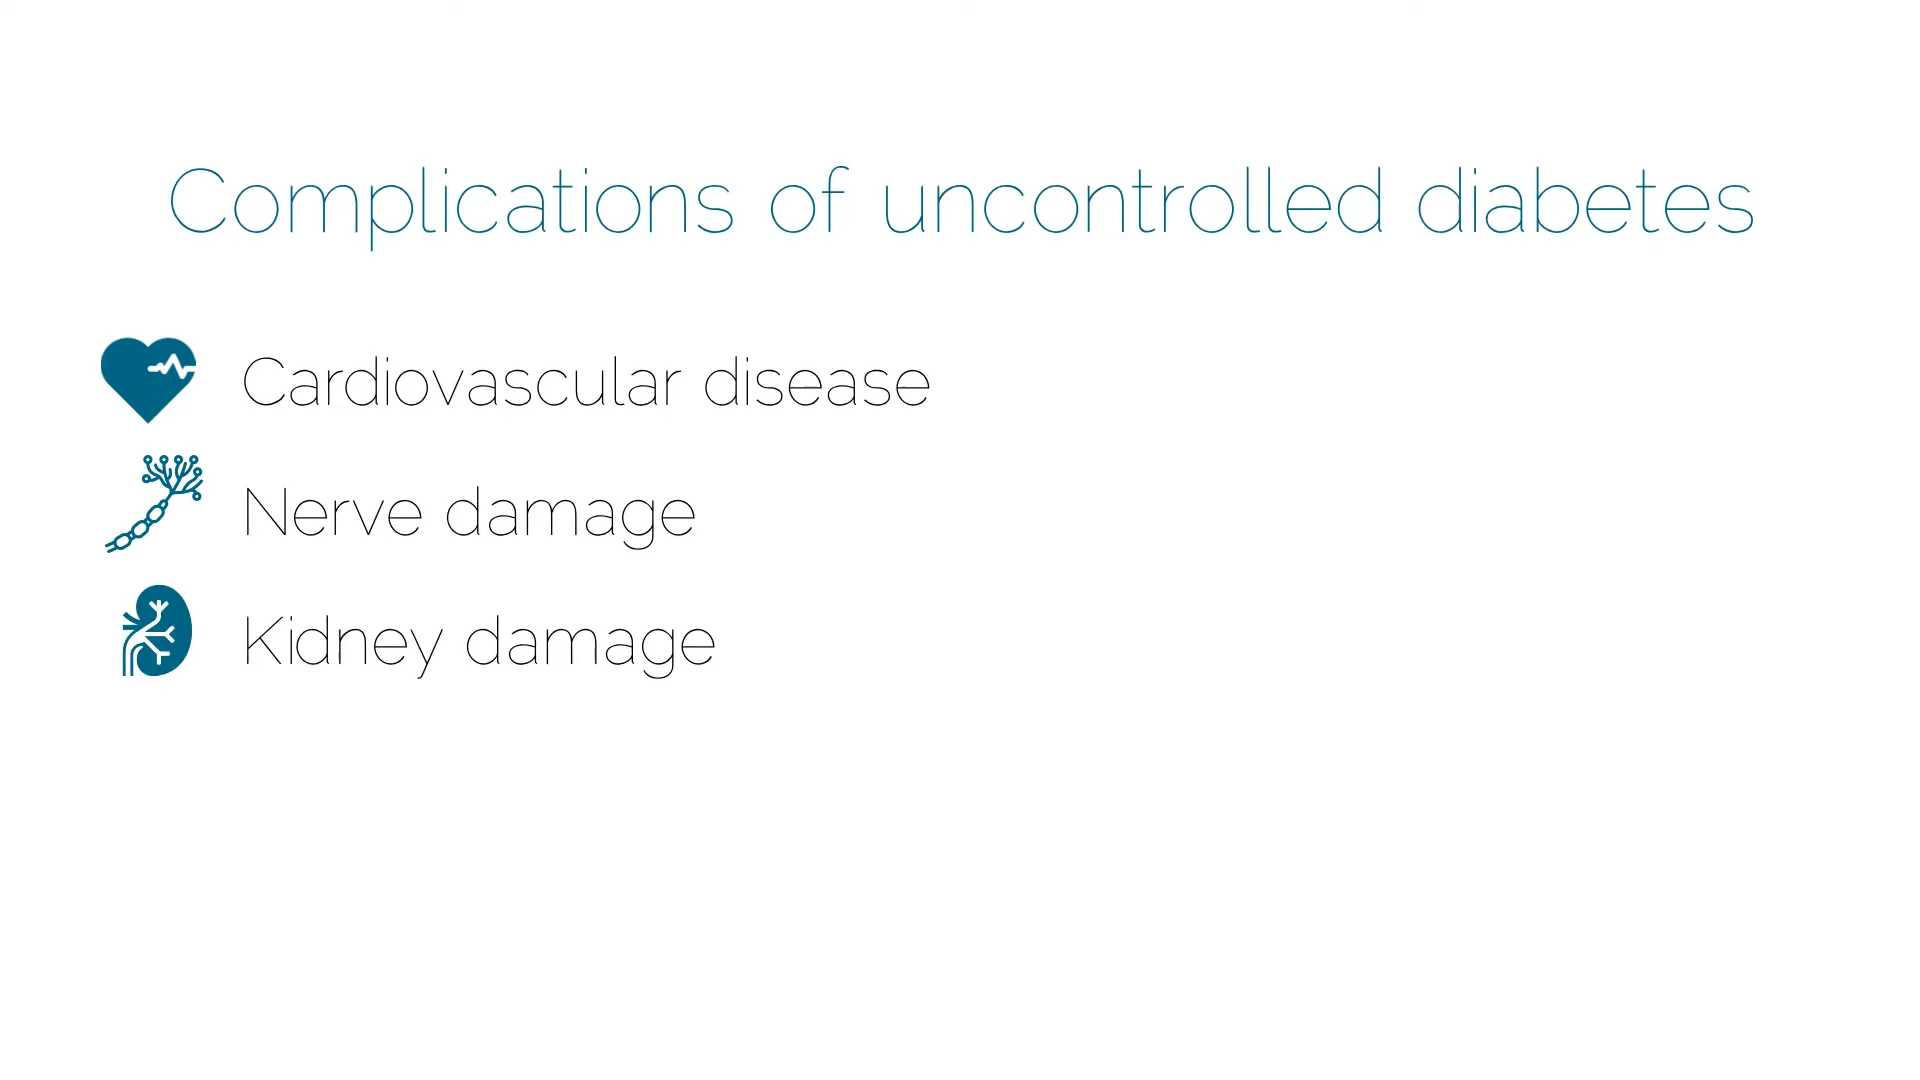 Complications of uncontrolled diabetes
Cardiovascular disease
Nerve damage
Kidney damage